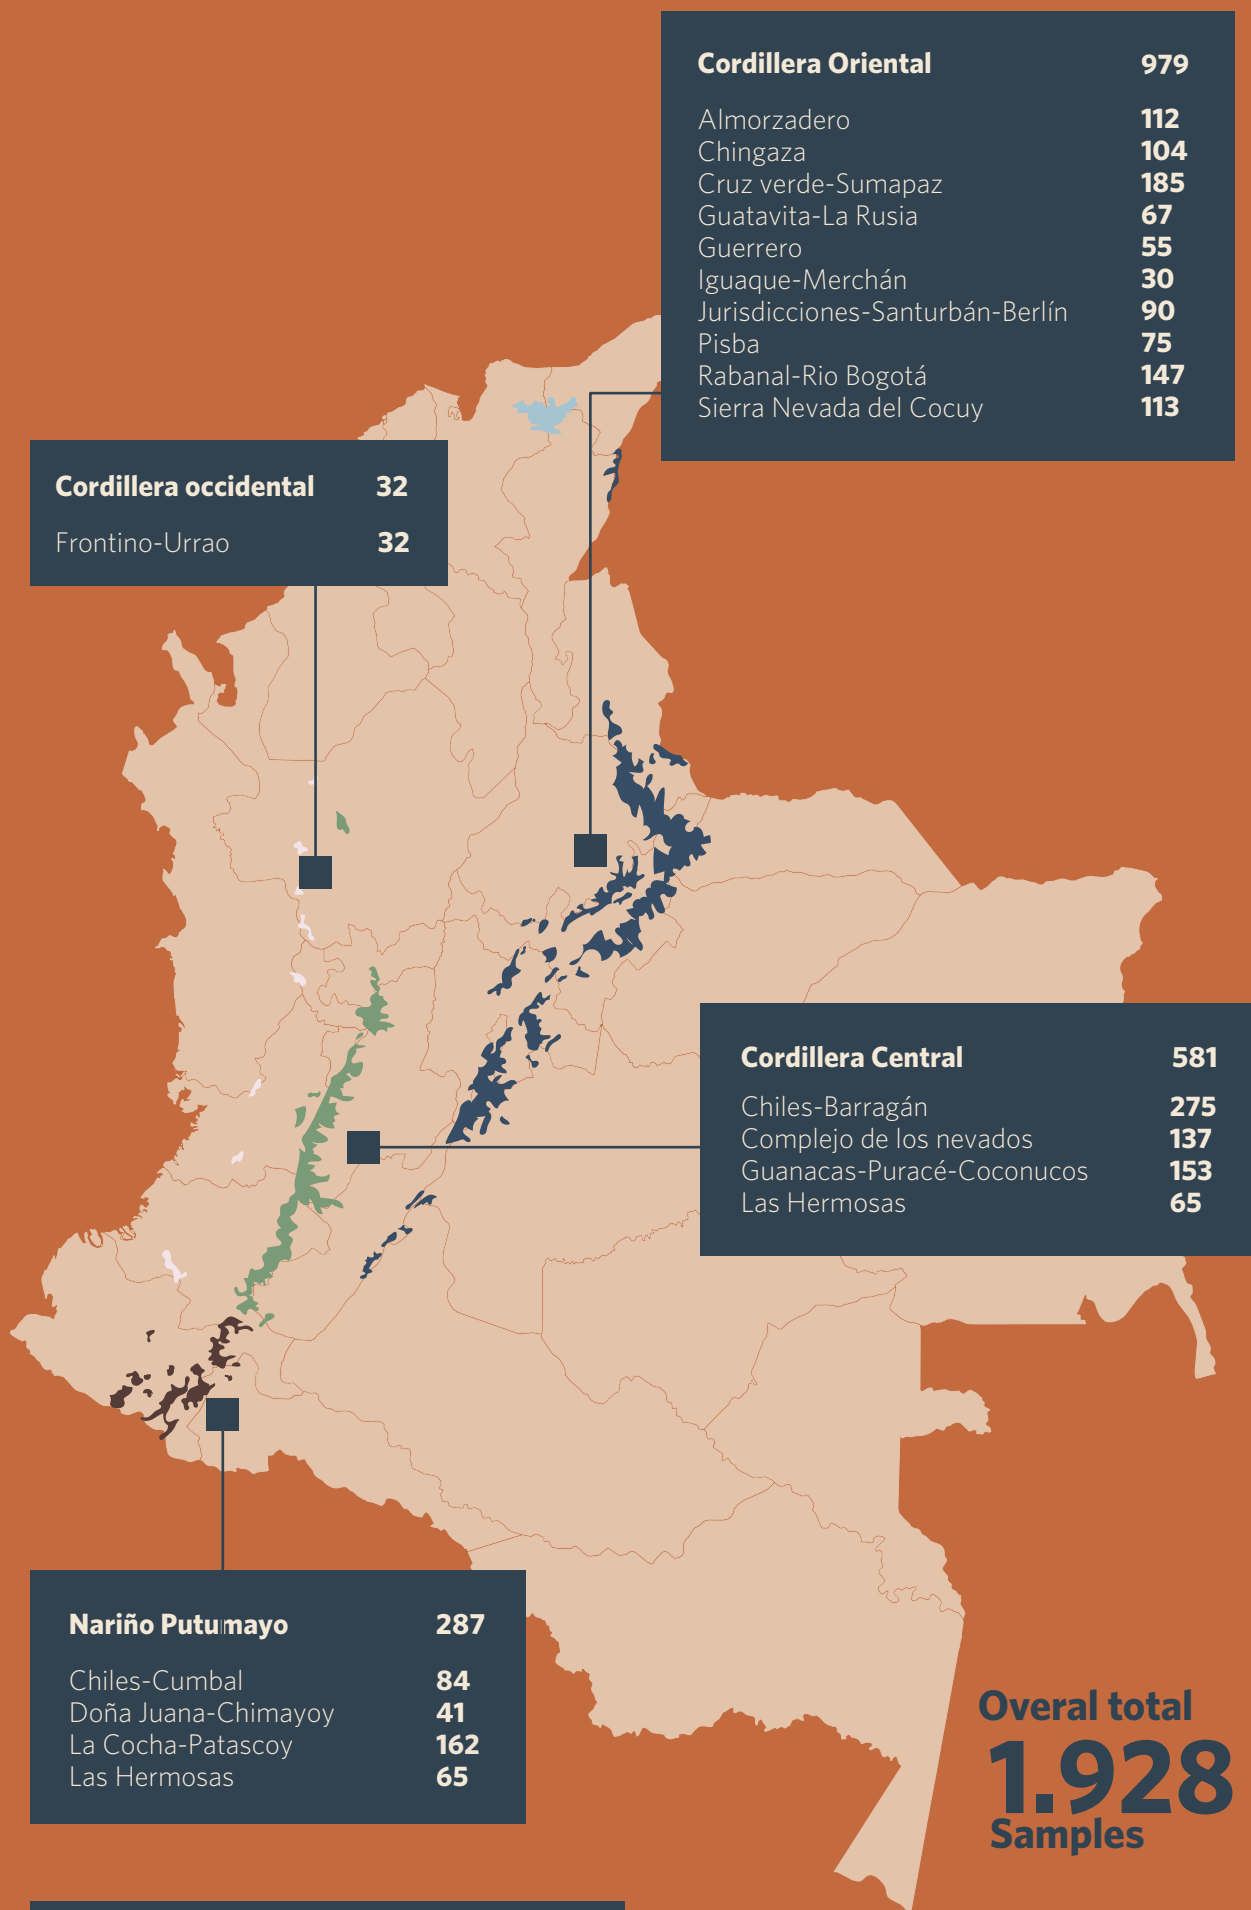 Cordillera Oriental 979
Almorzadero 112
Chingaza 104
Cruz verde-Sumapaz 185
Guatavita-La Rusia 67
Guerrero 55
Iguaque-Merchán 30
Jurisdicciones-Santurbán-Berlín 90
Pisba 75
Rabanal-Rio Bogotá 147
Sierra Nevada del Cocuy 113
Cordillera occidental 32
Frontino-Urrao 32
Cordillera Central 581
Chiles-Barragán 275
Complejo de los nevados 137
Guanacas-Puracé-Coconucos 153
Las Hermosas 65
Nariño Putumayo 287
Chiles-Cumbal 84
Doña Juana-Chimayoy 41
La Cocha-Patascoy 162
Las Hermosas 65
Overal total
1.928
Samples